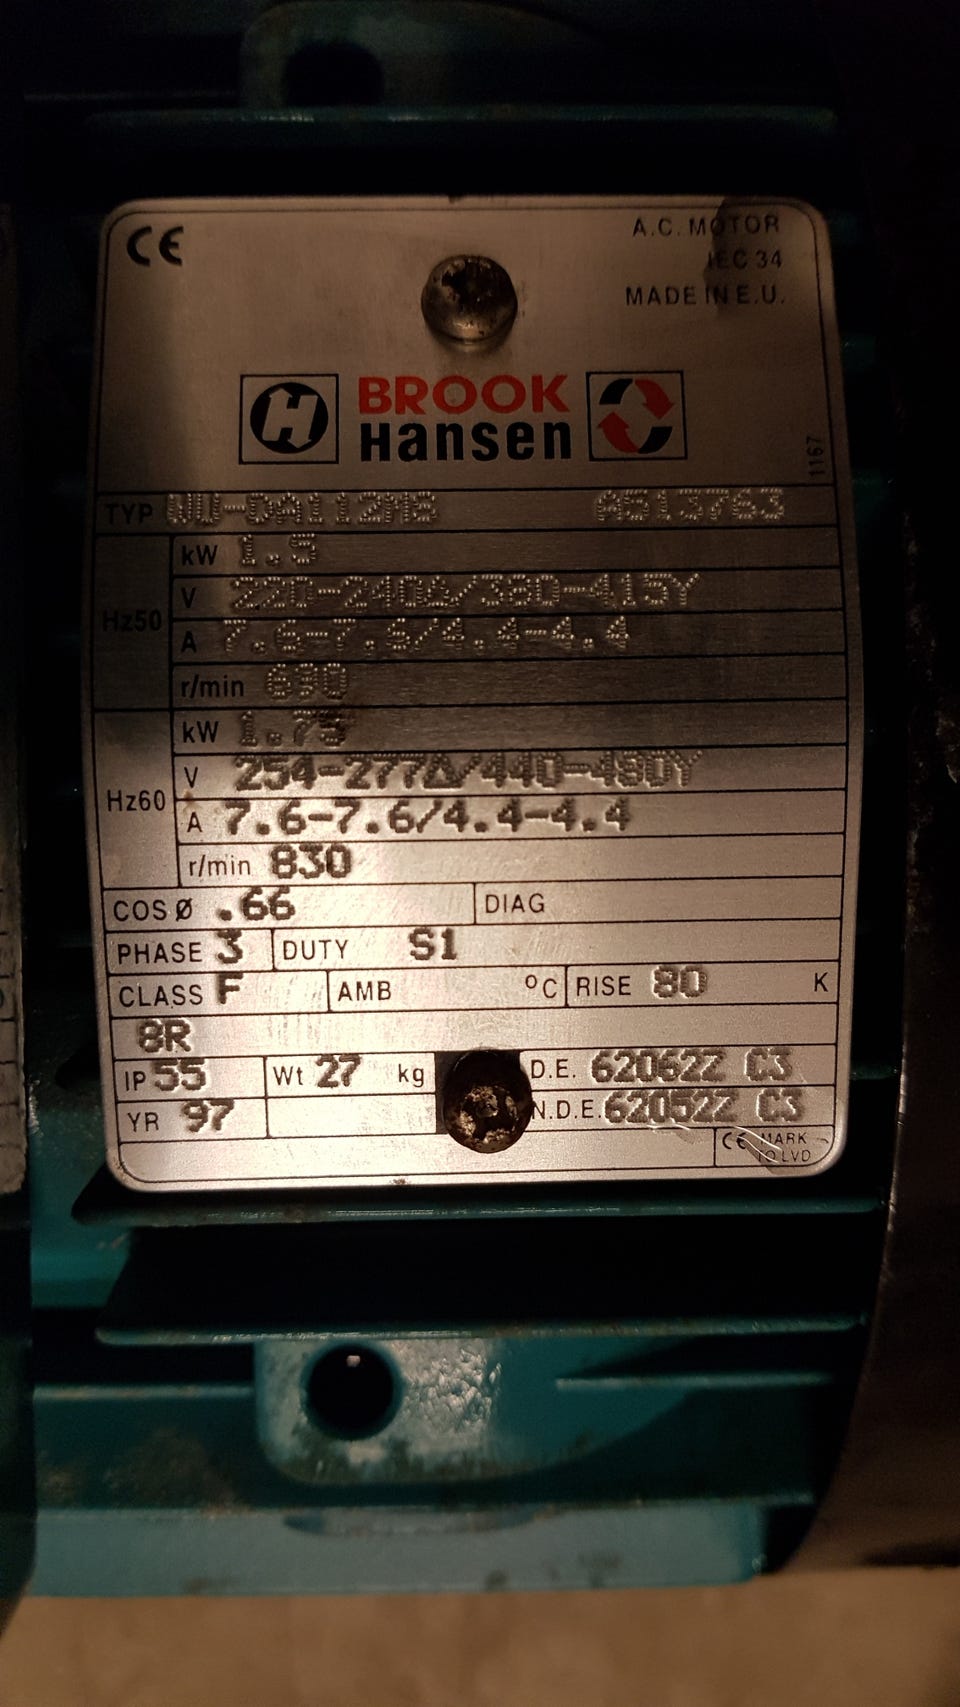 CE
A.C. MOTOR
IEC 34
MADE IN E.U.
H BROOK
Hansen
1167
TYP WU-DA112M8 A613763
Hz50
kW 1.5
V 220-240Δ/380-415Y
A 7.6-7.6/4.4-4.4
r/min 690
Hz60
kW 1.75
V 254-277Δ/440-480Y
A 7.6-7.6/4.4-4.4
r/min 830
COS Ø .66 DIAG
PHASE 3 DUTY S1
CLASS F AMB °C RISE 80 K
8R
IP 55 Wt 27 kg D.E. 62062Z C3
YR 97 N.D.E. 62052Z C3
CE MARK
TO LVD